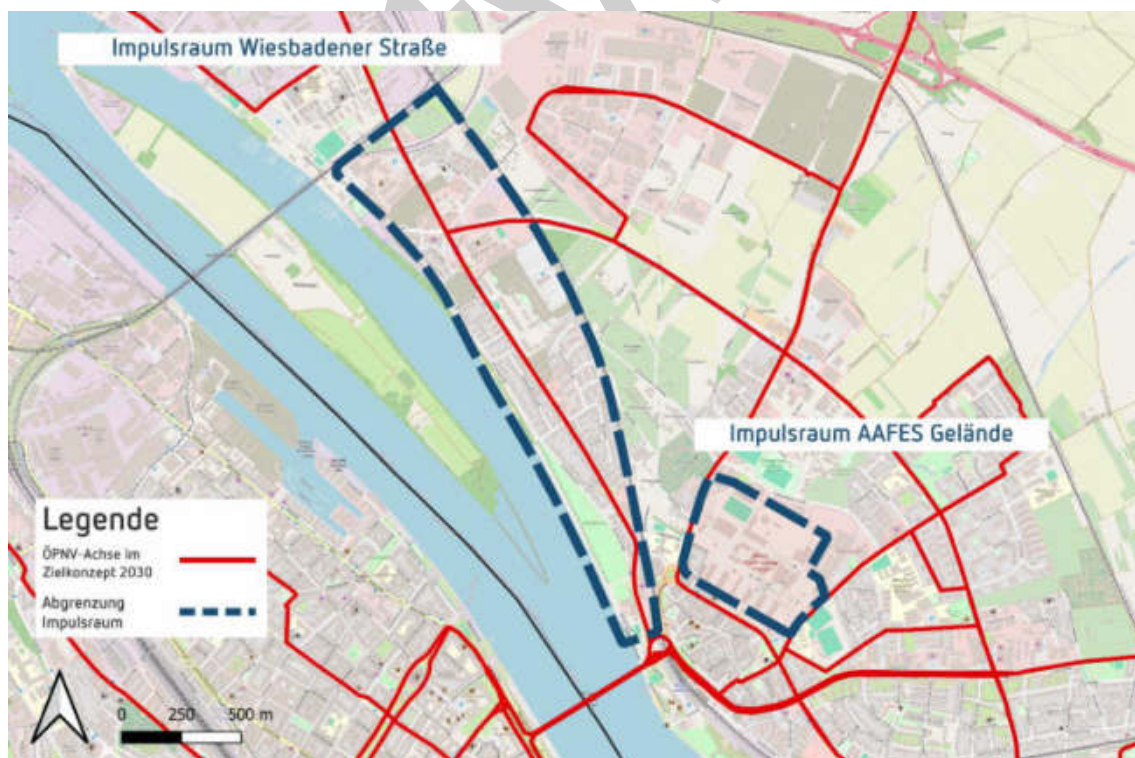 Impulsraum Wiesbadener Straße
Impulsraum AAFES Gelände
Legende
ÖPNV-Achse im
Zielkonzept 2030
Abgrenzung
Impulsraum
0 250 500 m